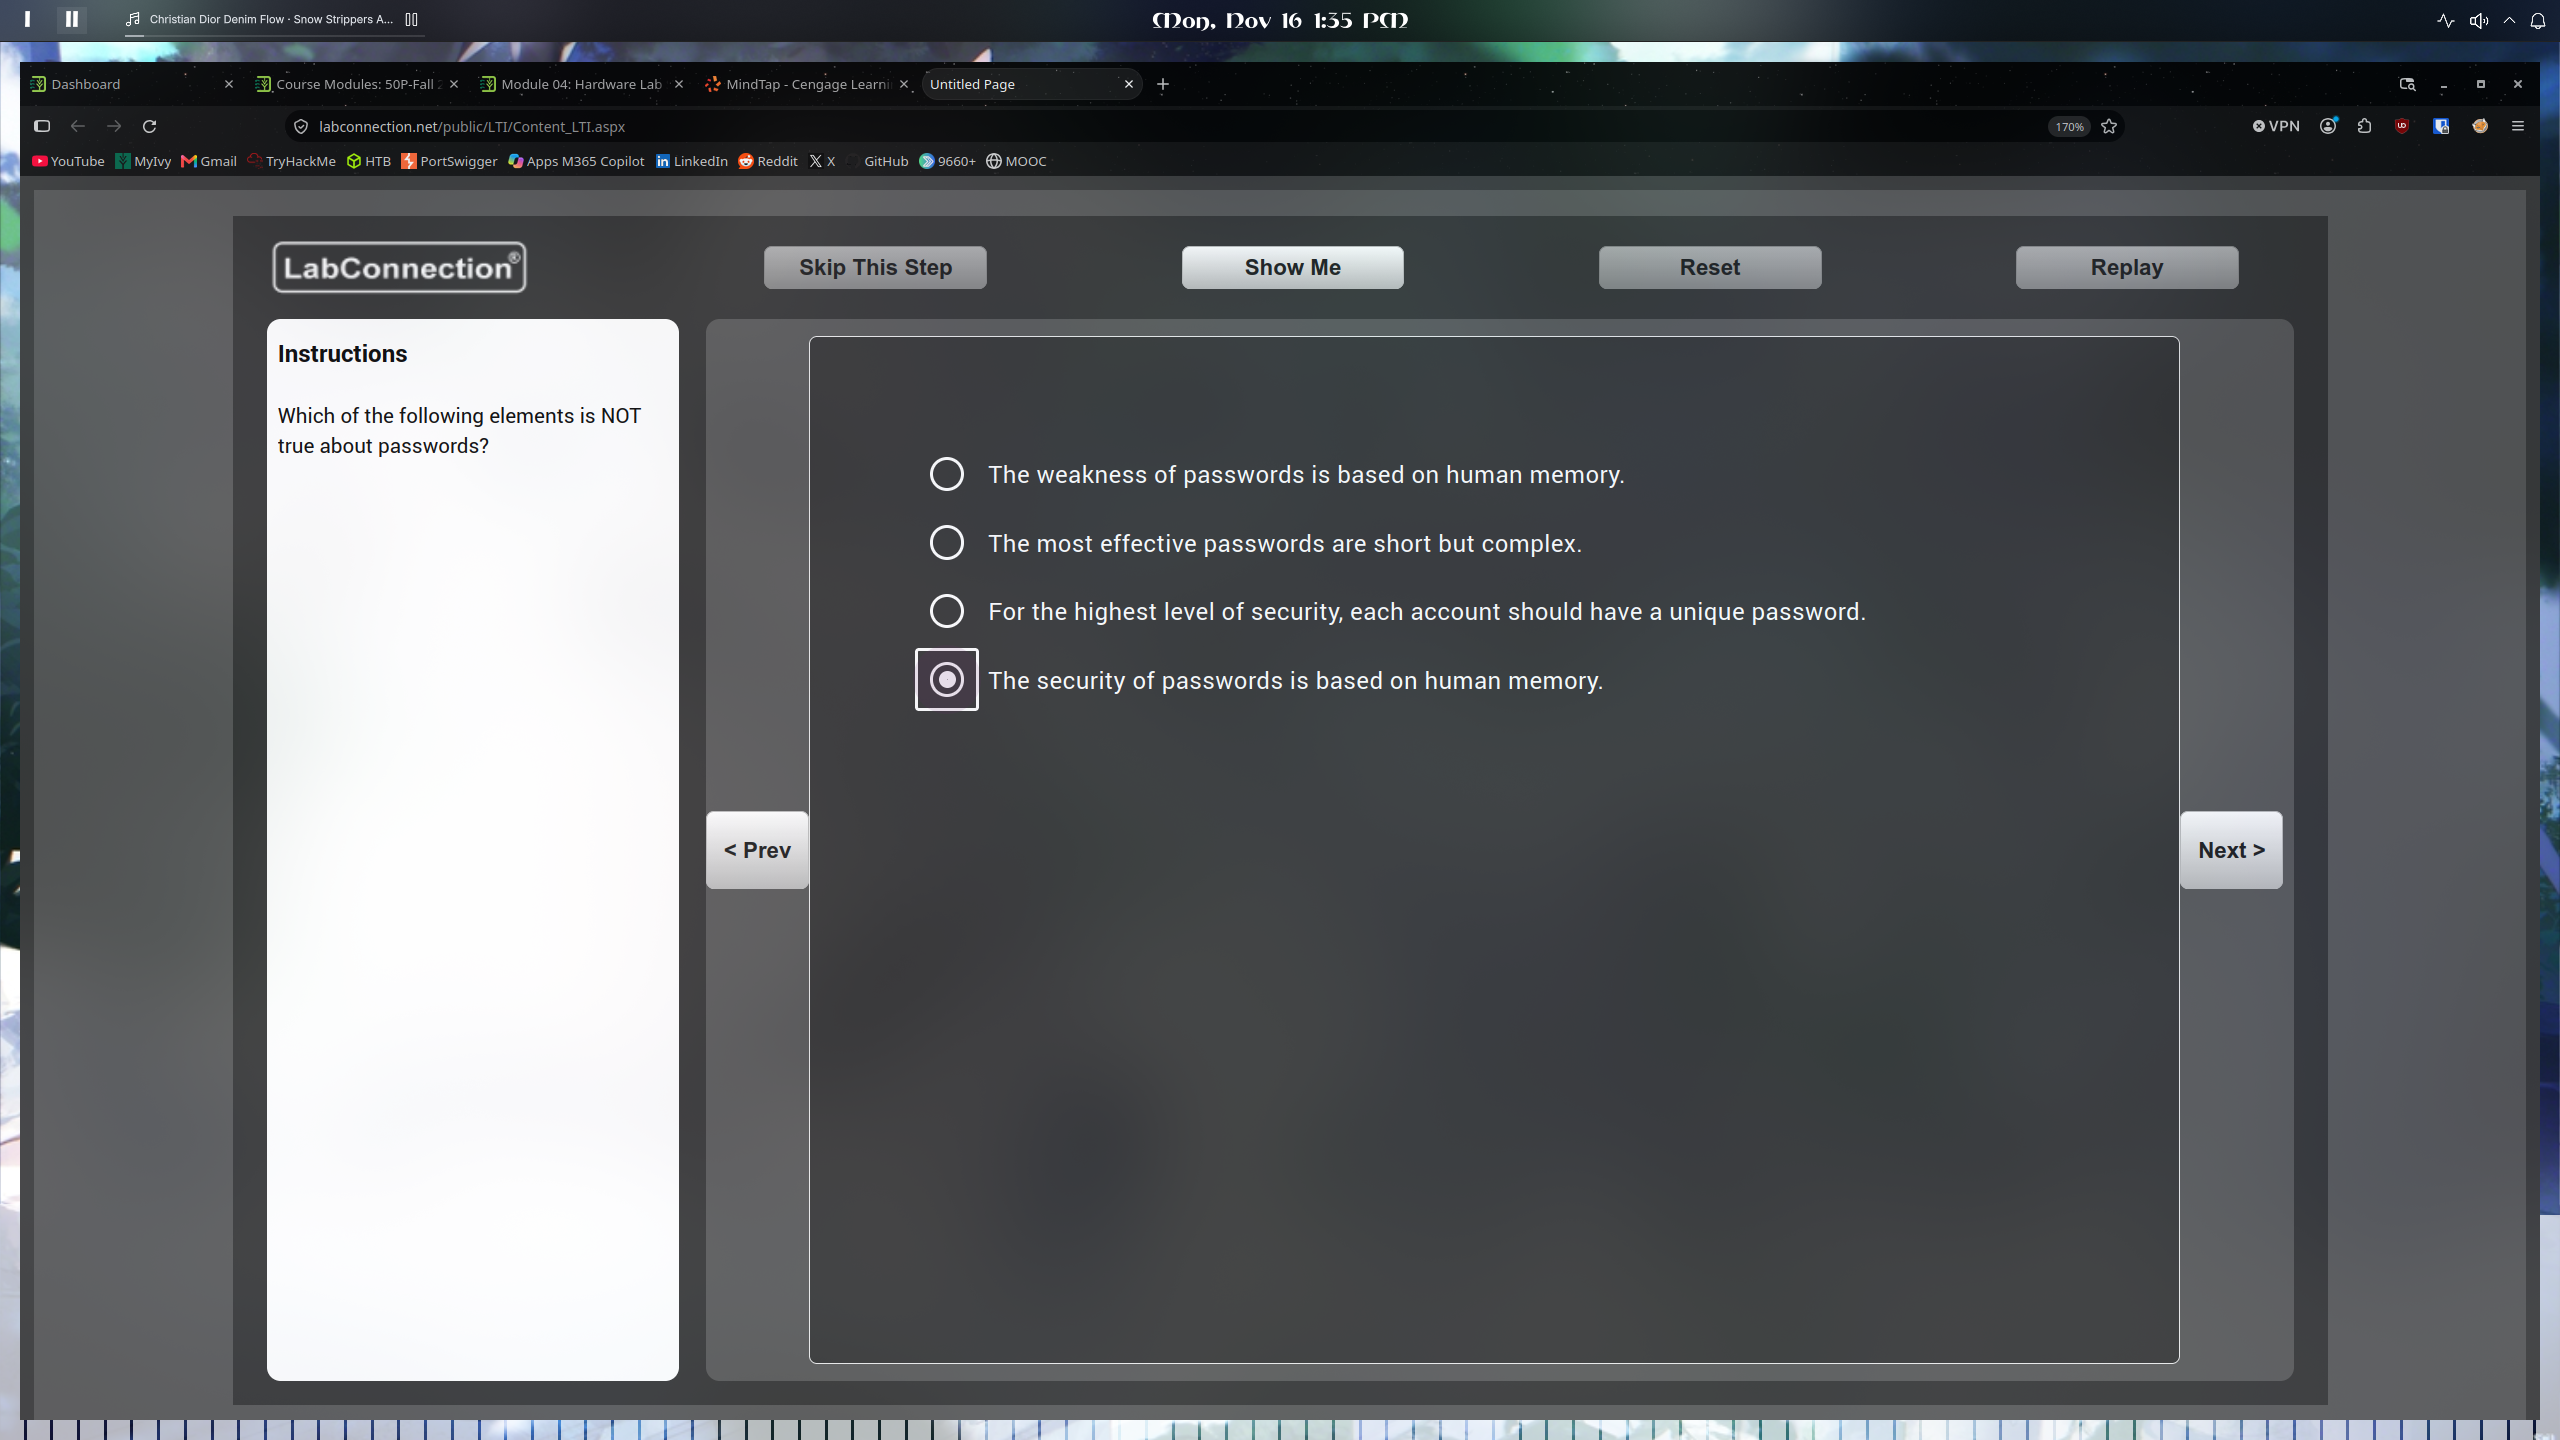 Christian Dior Denim Flow · Snow Strippers A...
Mon, Nov 16 1:35 PM
Dashboard
Course Modules: 50P-Fall 2
Module 04: Hardware Lab
MindTap - Cengage Learni
Untitled Page
labconnection.net/public/LTI/Content_LTI.aspx
170%
VPN
YouTube
MyIvy
Gmail
TryHackMe
HTB
PortSwigger
Apps M365 Copilot
LinkedIn
Reddit
X
GitHub
9660+
MOOC
LabConnection®
Skip This Step
Show Me
Reset
Replay
Instructions
Which of the following elements is NOT
true about passwords?
The weakness of passwords is based on human memory.
The most effective passwords are short but complex.
For the highest level of security, each account should have a unique password.
The security of passwords is based on human memory.
< Prev
Next >